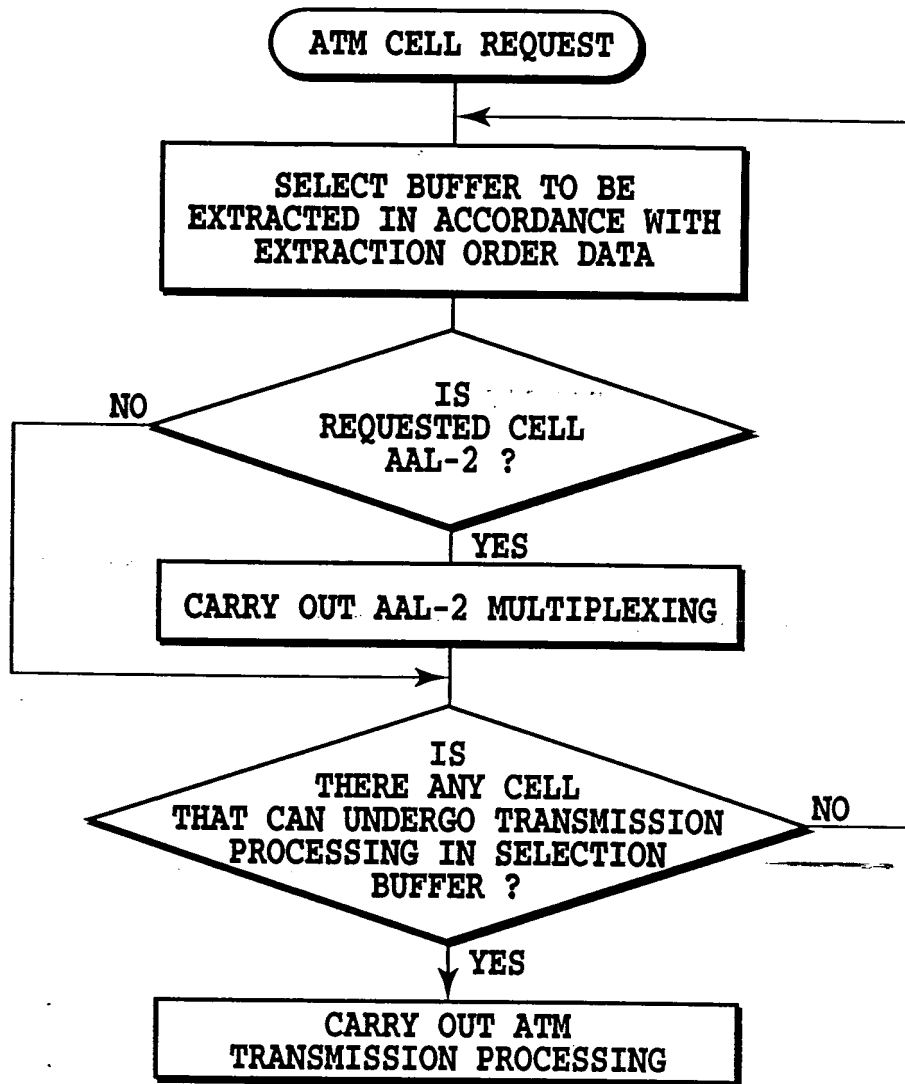 ATM CELL REQUEST
SELECT BUFFER TO BE
EXTRACTED IN ACCORDANCE WITH
EXTRACTION ORDER DATA
IS
REQUESTED CELL
AAL-2 ?
NO
YES
CARRY OUT AAL-2 MULTIPLEXING
IS
THERE ANY CELL
THAT CAN UNDERGO TRANSMISSION
PROCESSING IN SELECTION
BUFFER ?
NO
YES
CARRY OUT ATM
TRANSMISSION PROCESSING